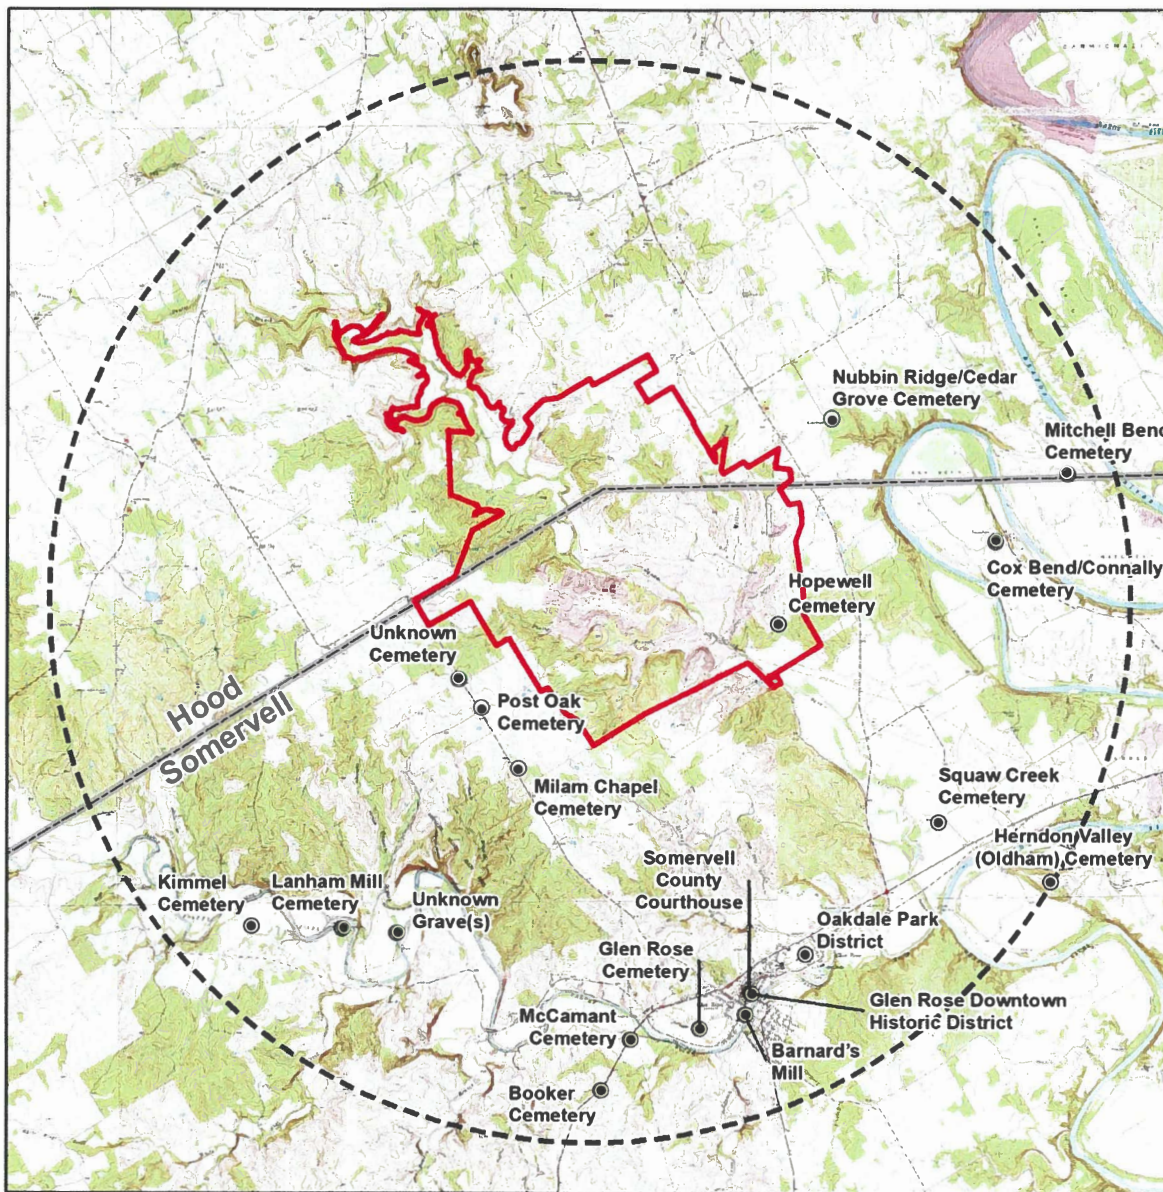 Nubbin Ridge/Cedar
Grove Cemetery
Mitchell Bend
Cemetery
Cox Bend/Connally
Cemetery
Hopewell
Cemetery
Unknown
Cemetery
Hood
Somervell
Post Oak
Cemetery
Milam Chapel
Cemetery
Squaw Creek
Cemetery
Herndon Valley
(Oldham) Cemetery
Somervell
County
Courthouse
Kimmel
Cemetery
Lanham Mill
Cemetery
Unknown
Grave(s)
Oakdale Park
District
Glen Rose
Cemetery
Glen Rose Downtown
Historic District
McCamant
Cemetery
Barnard's
Mill
Booker
Cemetery